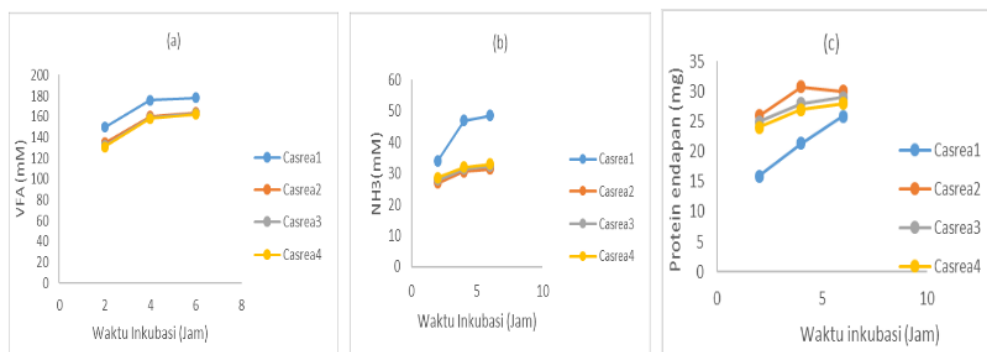 (a)
200
180
160
140
120
100
80
60
40
20
0
VFA (mM)
0 2 4 6 8
Waktu Inkubasi (Jam)
Casrea1
Casrea2
Casrea3
Casrea4
(b)
60
50
40
30
20
10
0
NH3(mM)
0 5 10
Waktu Inkubasi (Jam)
Casrea1
Casrea2
Casrea3
Casrea4
(c)
35
30
25
20
15
10
5
0
Protein endapan (mg)
0 5 10
Waktu inkubasi (Jam)
Casrea1
Casrea2
Casrea3
Casrea4